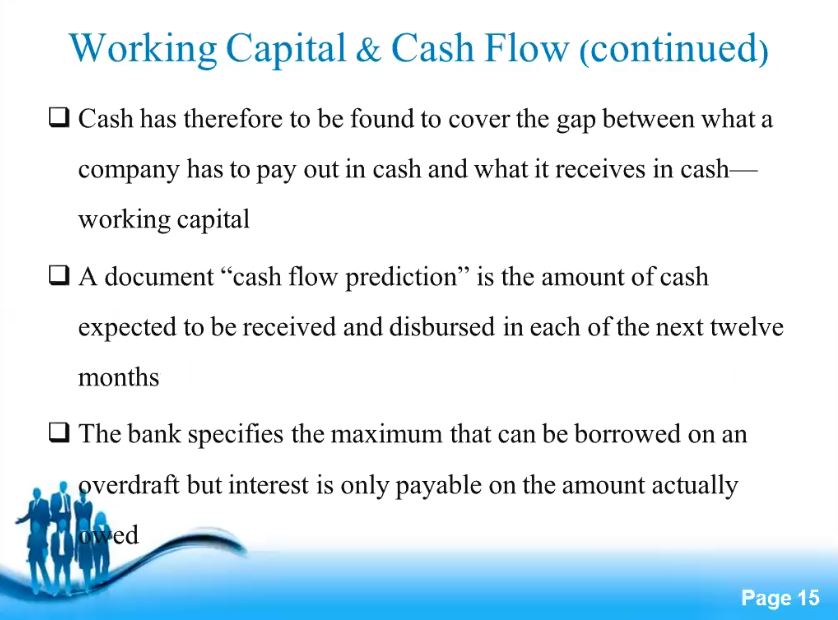 Working Capital & Cash Flow (continued)
❑ Cash has therefore to be found to cover the gap between what a
company has to pay out in cash and what it receives in cash—
working capital
❑ A document “cash flow prediction” is the amount of cash
expected to be received and disbursed in each of the next twelve
months
❑ The bank specifies the maximum that can be borrowed on an
overdraft but interest is only payable on the amount actually
owed
Page 15